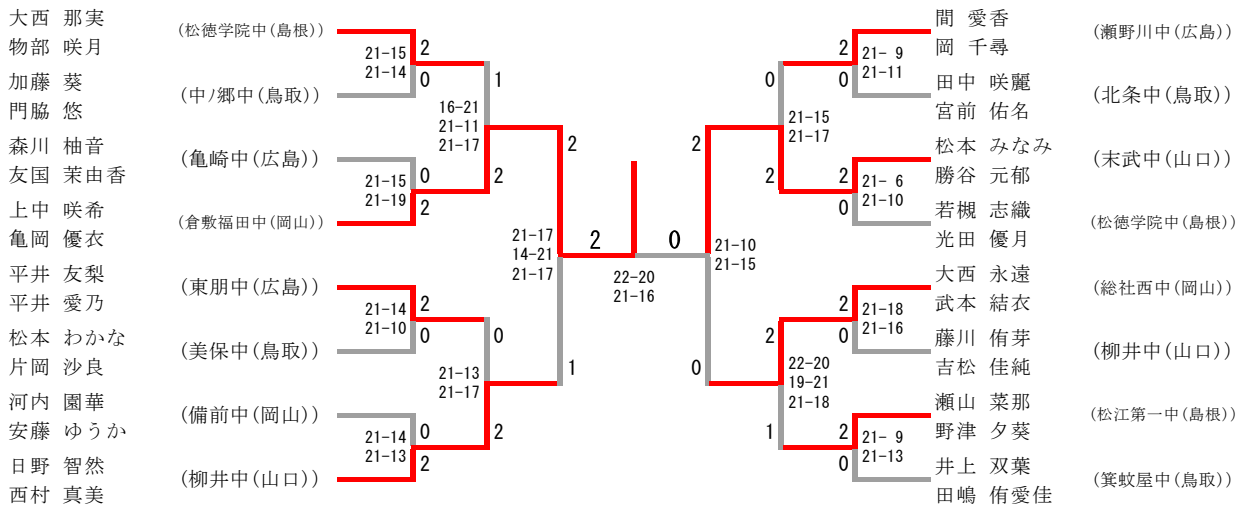 大西 那実
物部 咲月
(松徳学院中(島根))
加藤 葵
門脇 悠
(中ノ郷中(鳥取))
森川 柚音
友国 茉由香
(亀崎中(広島))
上中 咲希
亀岡 優衣
(倉敷福田中(岡山))
平井 友梨
平井 愛乃
(東朋中(広島))
松本 わかな
片岡 沙良
(美保中(鳥取))
河内 園華
安藤 ゆうか
(備前中(岡山))
日野 智然
西村 真美
(柳井中(山口))
21-15
21-14
2
0
21-15
21-19
0
2
21-14
21-10
2
0
21-14
21-13
0
2
1
16-21
21-11
21-17
2
0
21-13
21-17
2
2
21-17
14-21
21-17
1
2
0
22-20
21-16
2
21-10
21-15
0
0
21-15
21-17
2
2
22-20
19-21
21-18
1
2
21- 9
21-11
0
2
21- 6
21-10
0
2
21-18
21-16
0
2
21- 9
21-13
0
間 愛香
岡 千尋
(瀬野川中(広島))
田中 咲麗
宮前 佑名
(北条中(鳥取))
松本 みなみ
勝谷 元郁
(末武中(山口))
若槻 志織
光田 優月
(松徳学院中(島根))
大西 永遠
武本 結衣
(総社西中(岡山))
藤川 侑芽
吉松 佳純
(柳井中(山口))
瀬山 菜那
野津 夕葵
(松江第一中(島根))
井上 双葉
田嶋 侑愛佳
(箕蚊屋中(鳥取))